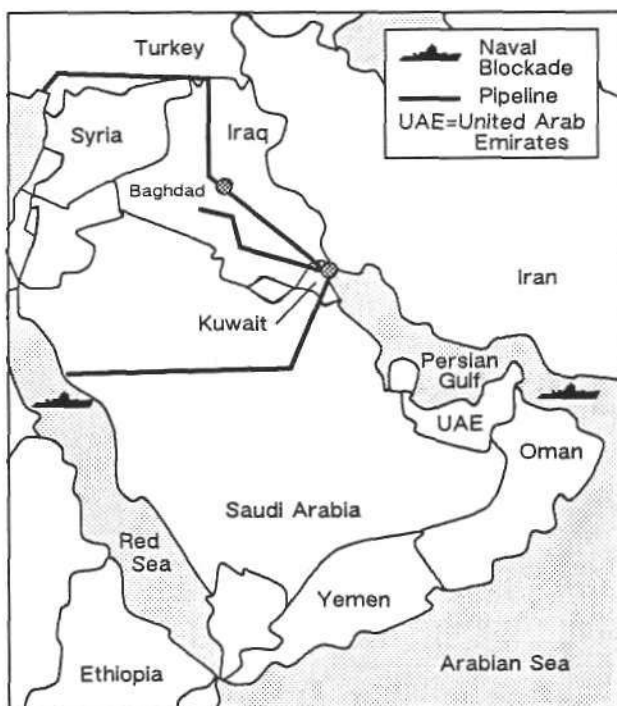 Turkey
Naval
Blockade
Pipeline
UAE=United Arab
Emirates
Syria
Iraq
Baghdad
Iran
Kuwait
Persian
Gulf
UAE
Oman
Saudi Arabia
Red
Sea
Yemen
Ethiopia
Arabian Sea